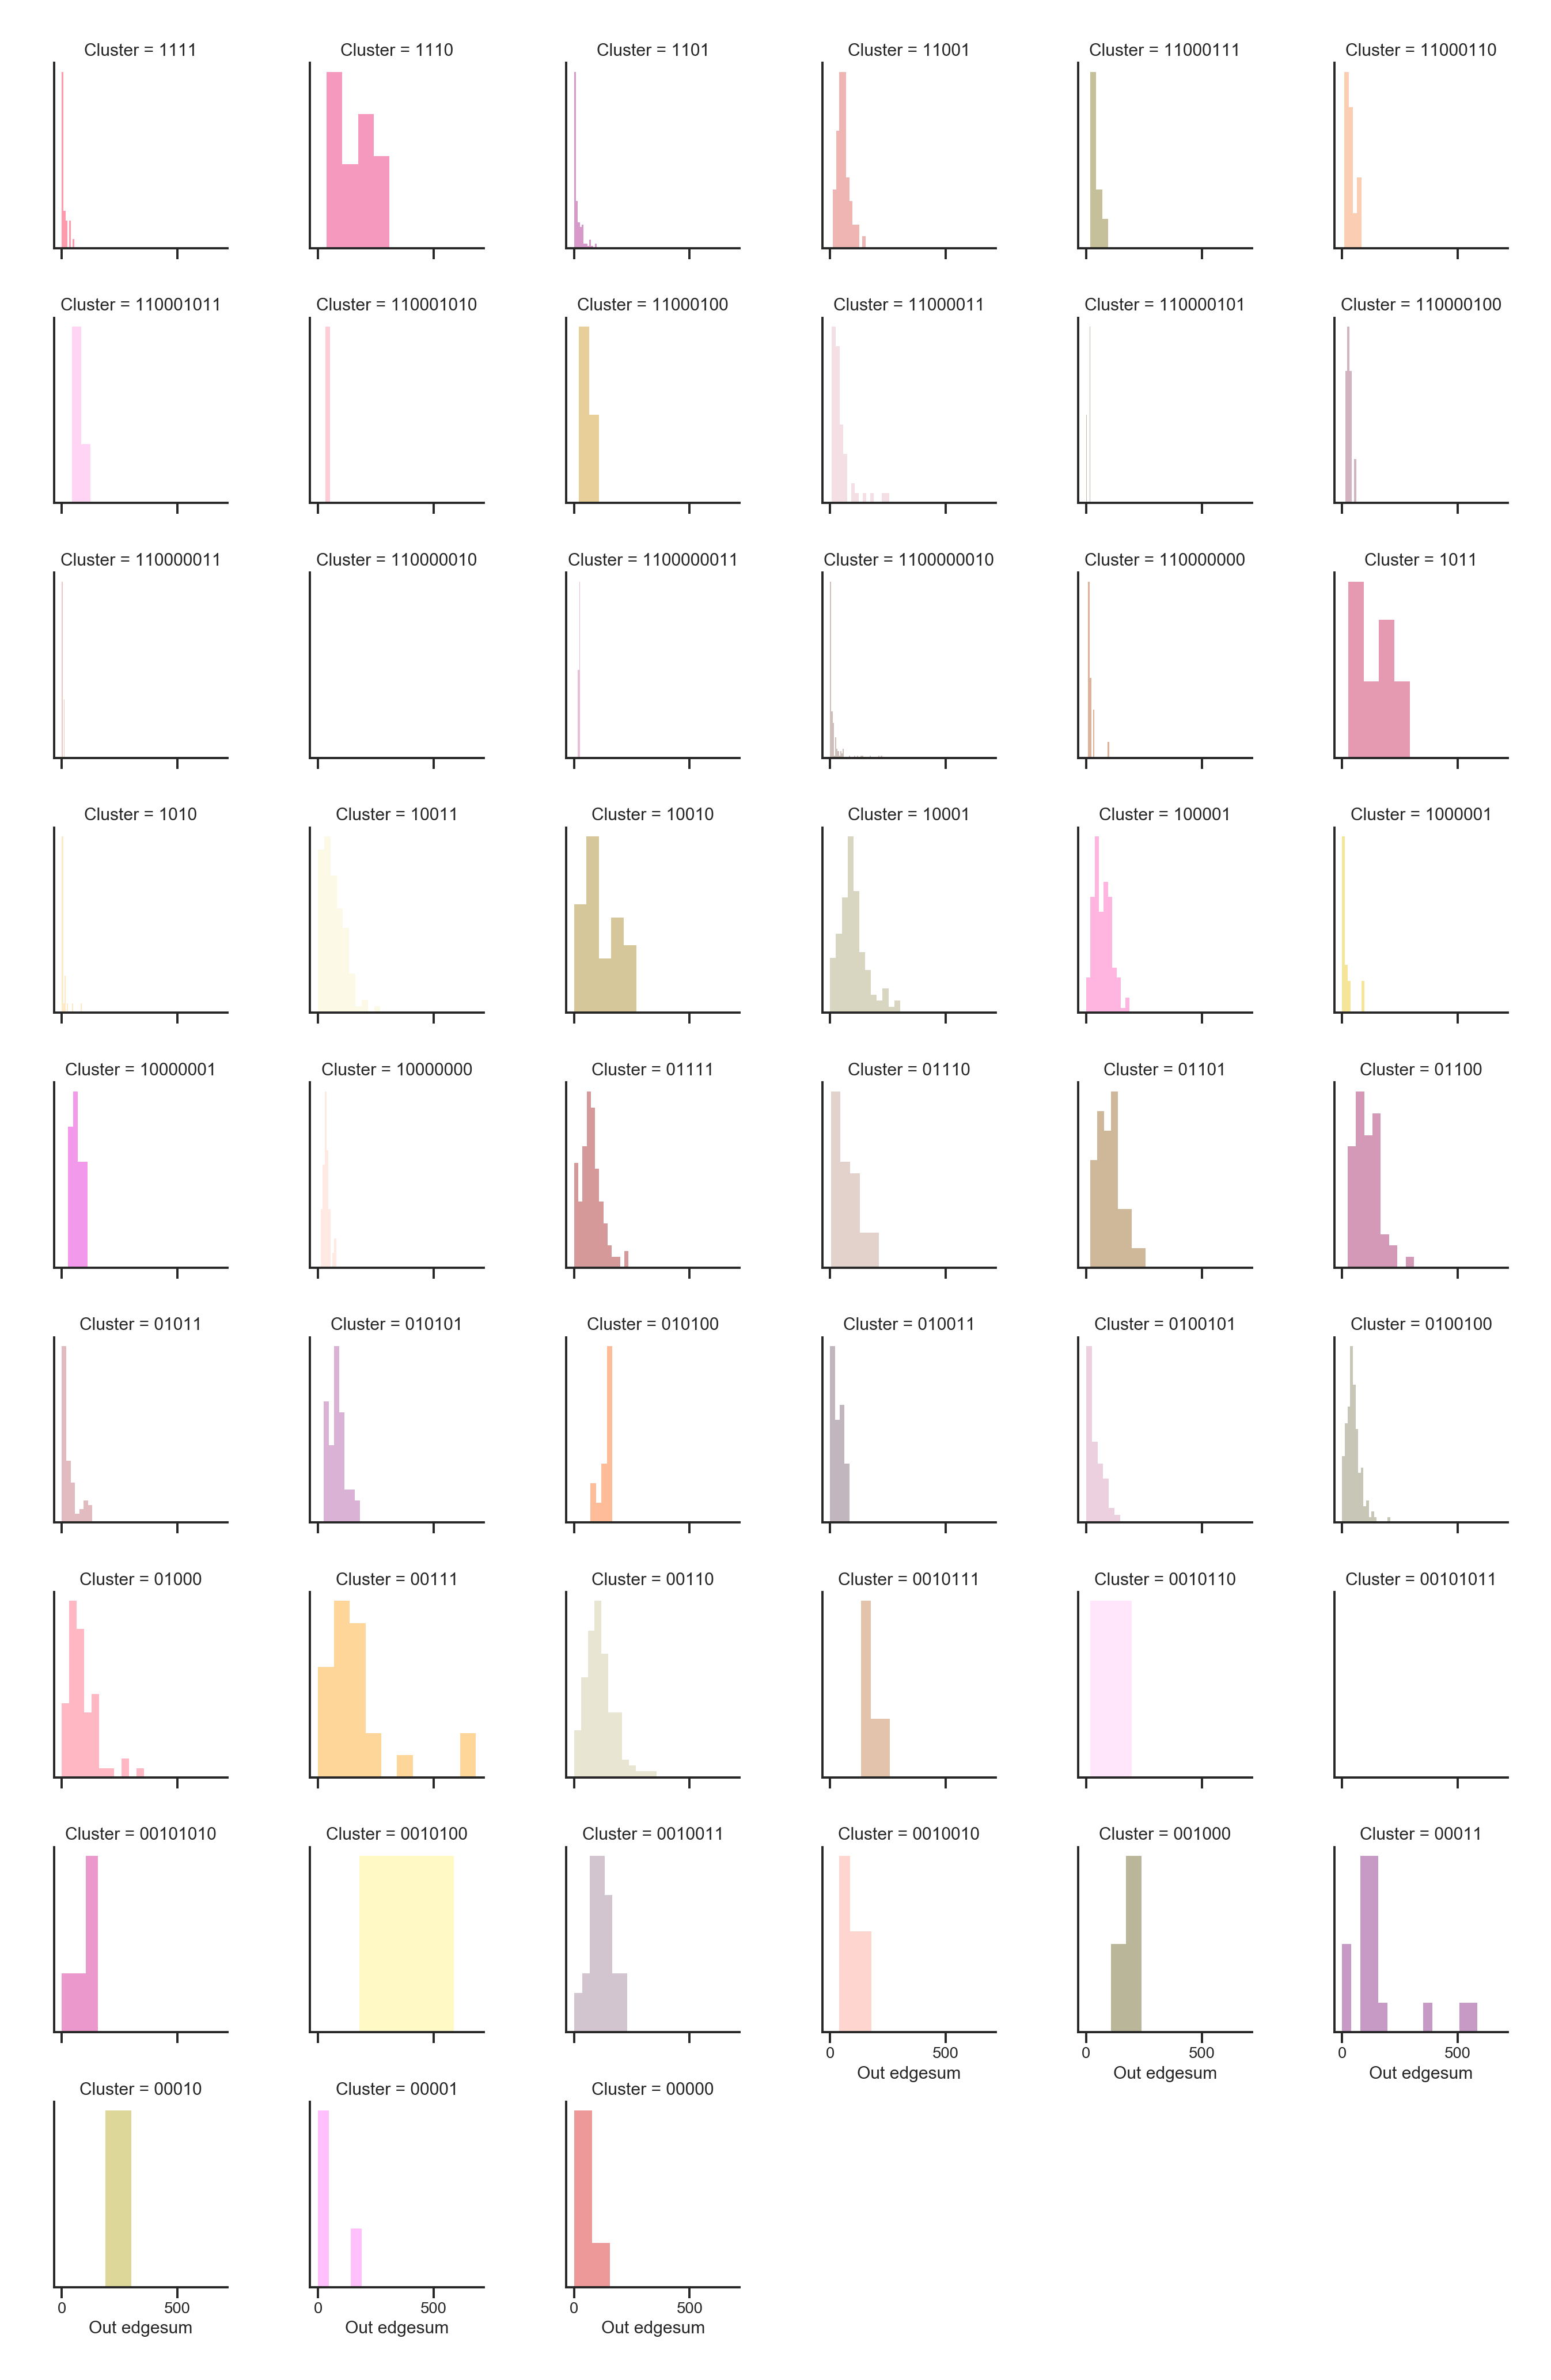 Cluster = 1111
Cluster = 1110
Cluster = 1101
Cluster = 11001
Cluster = 11000111
Cluster = 11000110
Cluster = 110001011
Cluster = 110001010
Cluster = 11000100
Cluster = 11000011
Cluster = 110000101
Cluster = 110000100
Cluster = 110000011
Cluster = 110000010
Cluster = 1100000011
Cluster = 1100000010
Cluster = 110000000
Cluster = 1011
Cluster = 1010
Cluster = 10011
Cluster = 10010
Cluster = 10001
Cluster = 100001
Cluster = 1000001
Cluster = 10000001
Cluster = 10000000
Cluster = 01111
Cluster = 01110
Cluster = 01101
Cluster = 01100
Cluster = 01011
Cluster = 010101
Cluster = 010100
Cluster = 010011
Cluster = 0100101
Cluster = 0100100
Cluster = 01000
Cluster = 00111
Cluster = 00110
Cluster = 0010111
Cluster = 0010110
Cluster = 00101011
Cluster = 00101010
Cluster = 0010100
Cluster = 0010011
Cluster = 0010010
Cluster = 001000
Cluster = 00011
0 500
Out edgesum
0 500
Out edgesum
0 500
Out edgesum
Cluster = 00010
Cluster = 00001
Cluster = 00000
0 500
Out edgesum
0 500
Out edgesum
0 500
Out edgesum